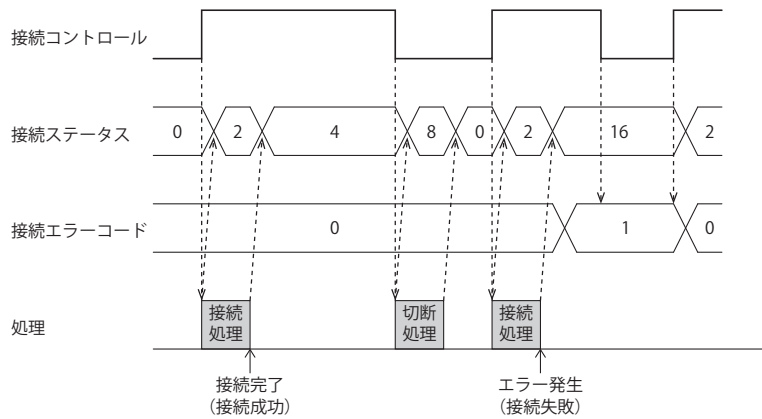 接続コントロール
接続ステータス
0 2 4 8 0 2 16 2
接続エラーコード
0 1 0
処理
接続
処理
切断
処理
接続
処理
接続完了
（接続成功）
エラー発生
（接続失敗）